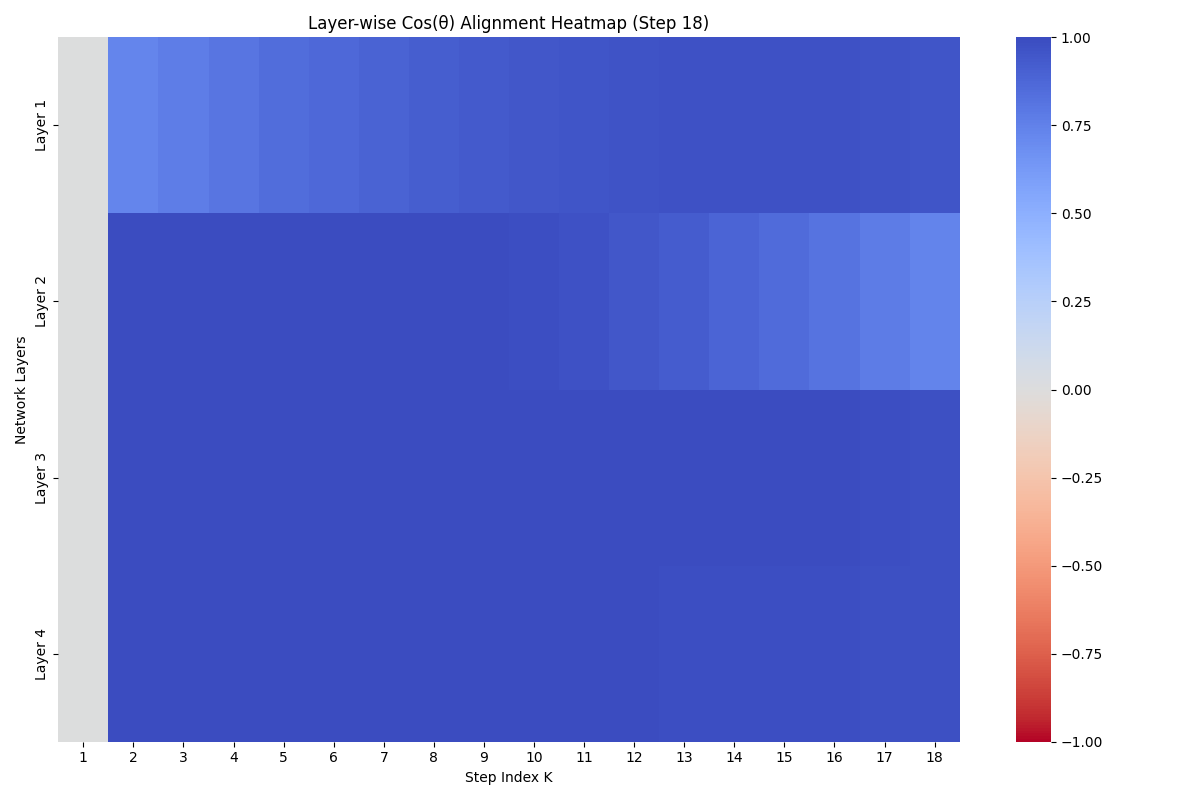 Layer-wise Cos(θ) Alignment Heatmap (Step 18)
Network Layers
Layer 1
Layer 2
Layer 3
Layer 4
1 2 3 4 5 6 7 8 9 10 11 12 13 14 15 16 17 18
Step Index K
1.00
0.75
0.50
0.25
0.00
−0.25
−0.50
−0.75
−1.00